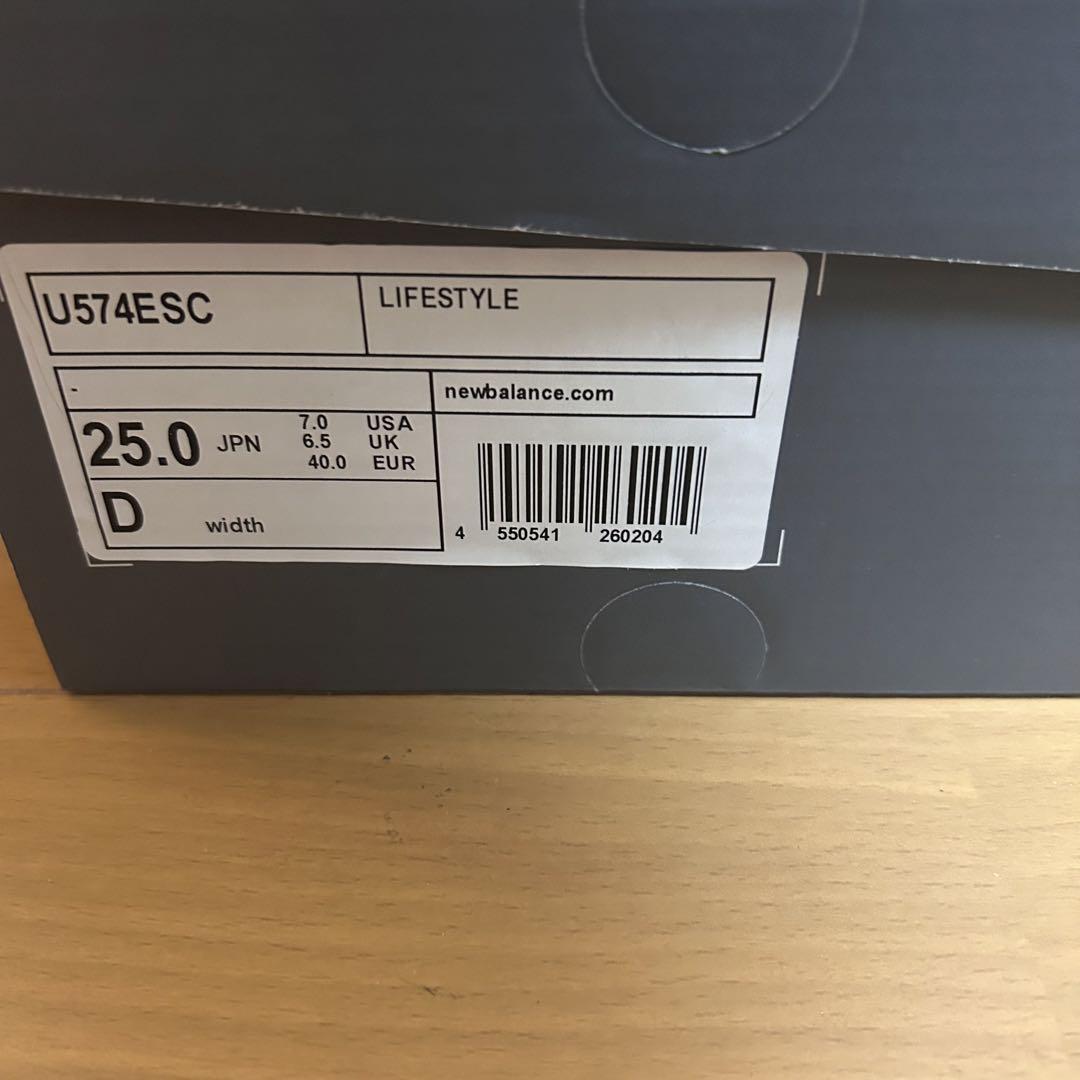 U574ESC
LIFESTYLE
-
newbalance.com
25.0 JPN
7.0 USA
6.5 UK
40.0 EUR
D width
4 550541 260204